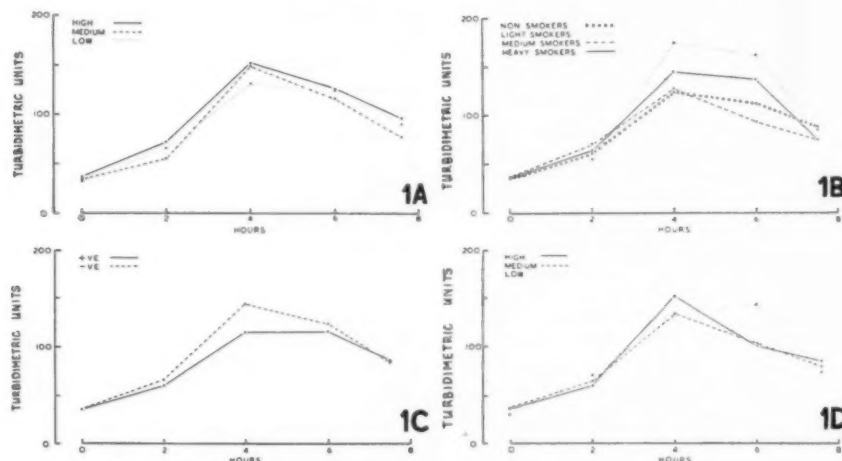 200
100
0
TURBIDIMETRIC UNITS
HIGH
MEDIUM
LOW
0 2 4 6 8
HOURS
1A
200
100
0
TURBIDIMETRIC UNITS
NON SMOKERS
LIGHT SMOKERS
MEDIUM SMOKERS
HEAVY SMOKERS
0 2 4 6 8
HOURS
1B
200
100
0
TURBIDIMETRIC UNITS
+VE
-VE
0 2 4 6 8
HOURS
1C
200
100
0
TURBIDIMETRIC UNITS
HIGH
MEDIUM
LOW
0 2 4 6 8
HOURS
1D